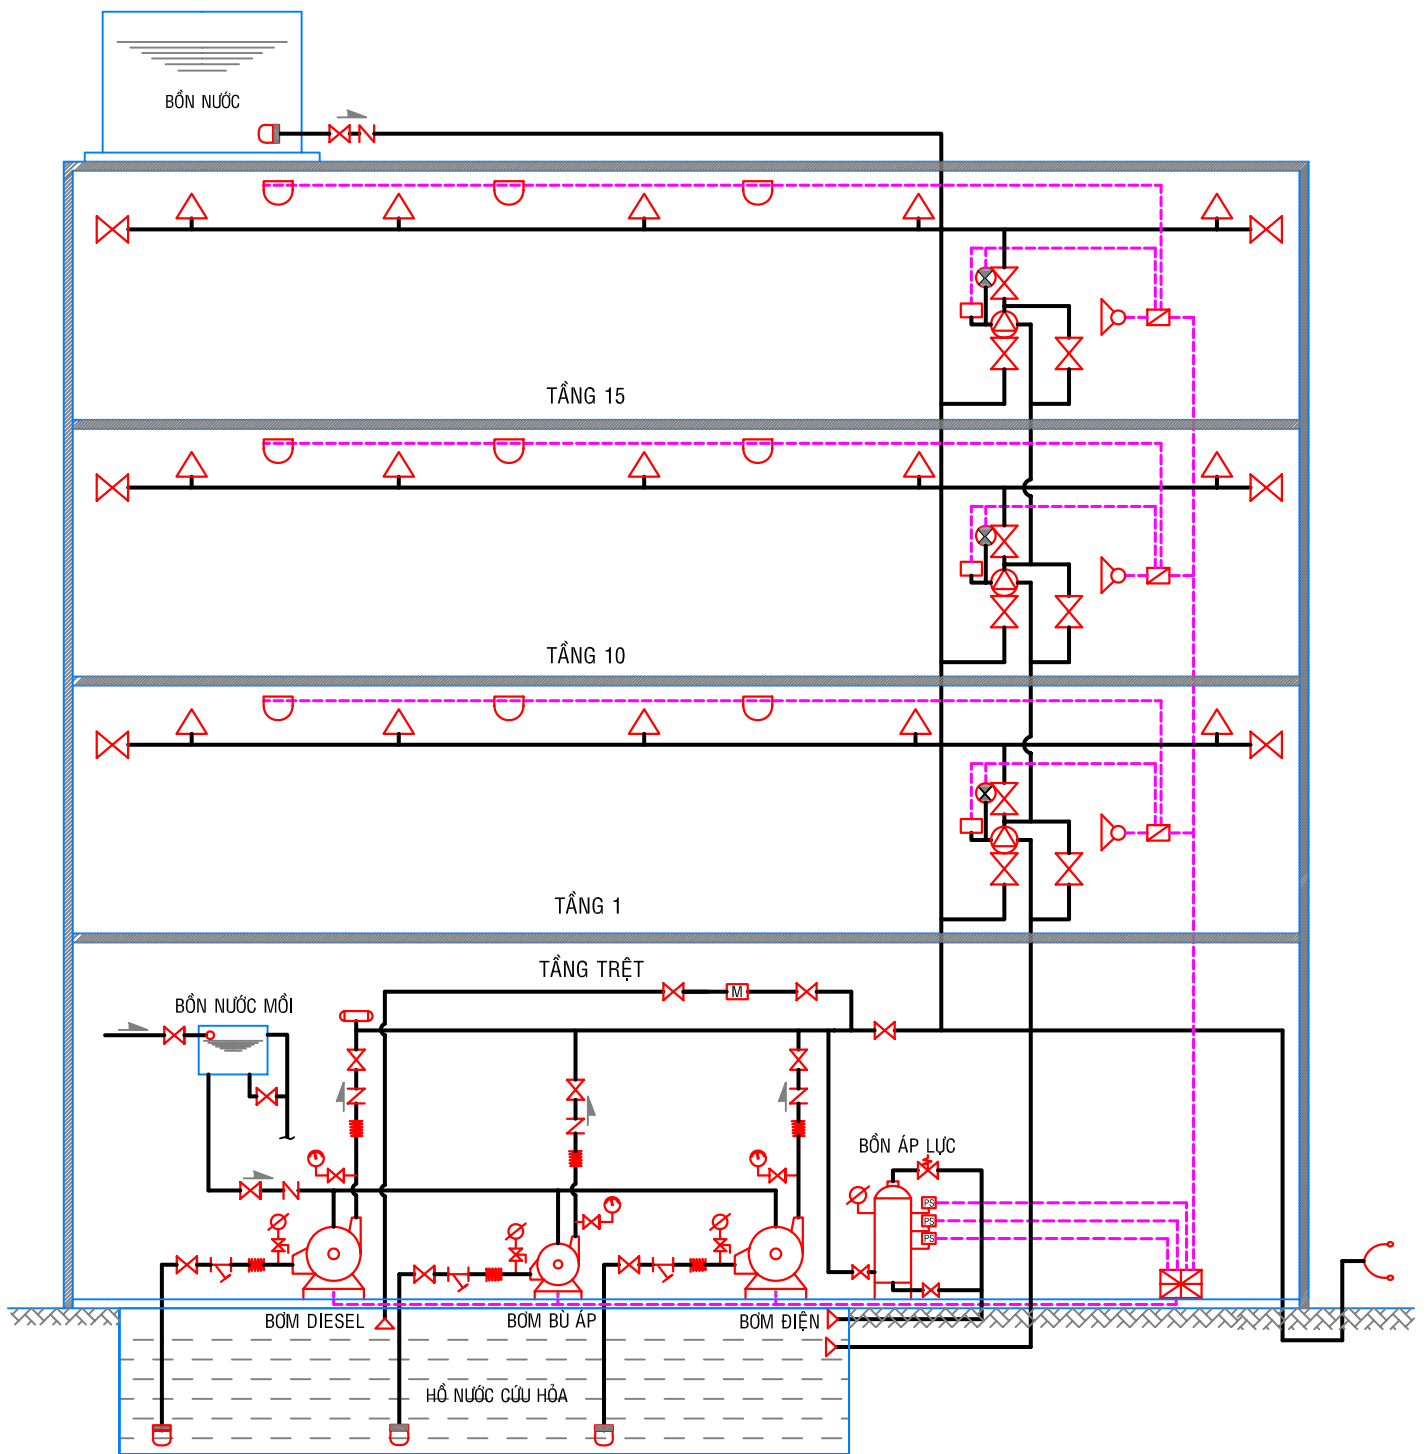 BỒN NƯỚC
TẦNG 15
TẦNG 10
TẦNG 1
TẦNG TRỆT
M
BỒN NƯỚC MỒI
BỒN ÁP LỰC
PS
PS
PS
BƠM DIESEL
BƠM BÙ ÁP
BƠM ĐIỆN
HỒ NƯỚC CỨU HỎA